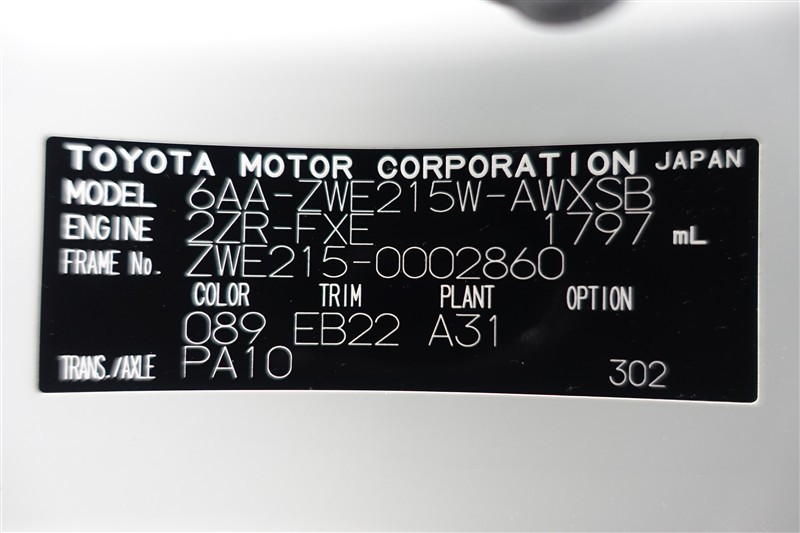 TOYOTA MOTOR CORPORATION JAPAN
MODEL 6AA-ZWE215W-AWXSB
ENGINE 2ZR-FXE 1797 mL
FRAME No. ZWE215-0002860
COLOR TRIM PLANT OPTION
089 EB22 A31
TRANS./AXLE PA10 302